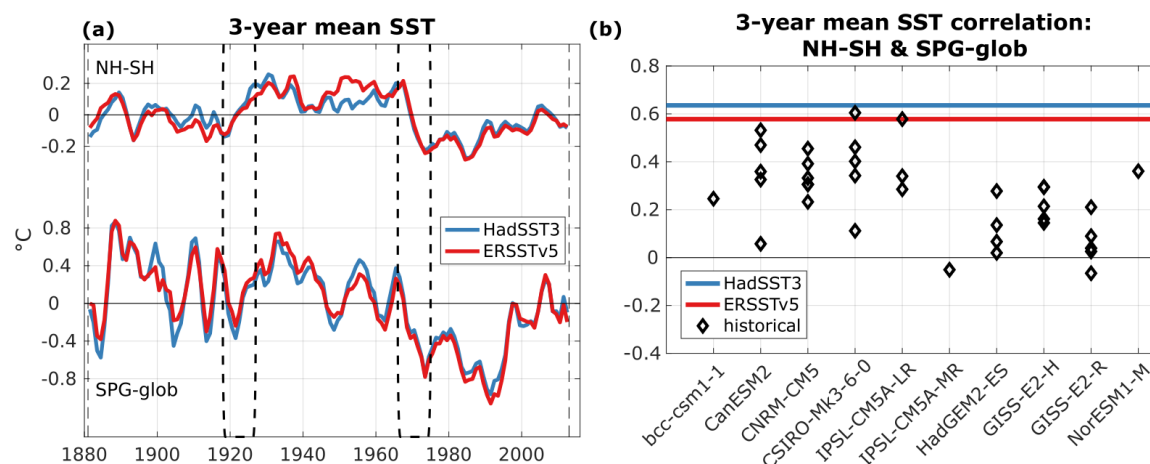 (a)
3-year mean SST
NH-SH
0.2
0
-0.2
0.8
0.4
0
-0.4
-0.8
°C
HadSST3
ERSSTv5
SPG-glob
1880 1900 1920 1940 1960 1980 2000
(b)
3-year mean SST correlation:
NH-SH & SPG-glob
0.8
0.6
0.4
0.2
0
-0.2
-0.4
HadSST3
ERSSTv5
historical
bcc-csm1-1
CanESM2
CNRM-CM5
CSIRO-Mk3-6-0
IPSL-CM5A-LR
IPSL-CM5A-MR
HadGEM2-ES
GISS-E2-H
GISS-E2-R
NorESM1-M